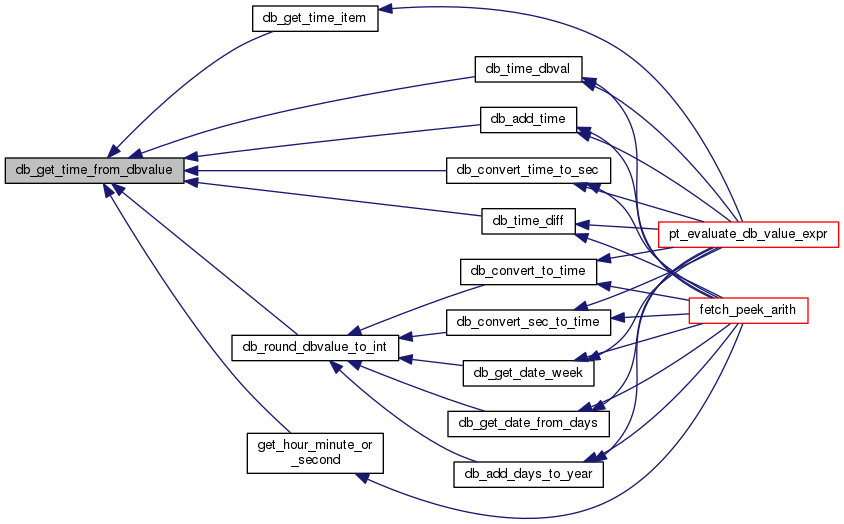 db_get_time_item
db_time_dbval
db_add_time
db_get_time_from_dbvalue
db_convert_time_to_sec
db_time_diff
pt_evaluate_db_value_expr
db_convert_to_time
fetch_peek_arith
db_convert_sec_to_time
db_round_dbvalue_to_int
db_get_date_week
db_get_date_from_days
get_hour_minute_or
_second
db_add_days_to_year